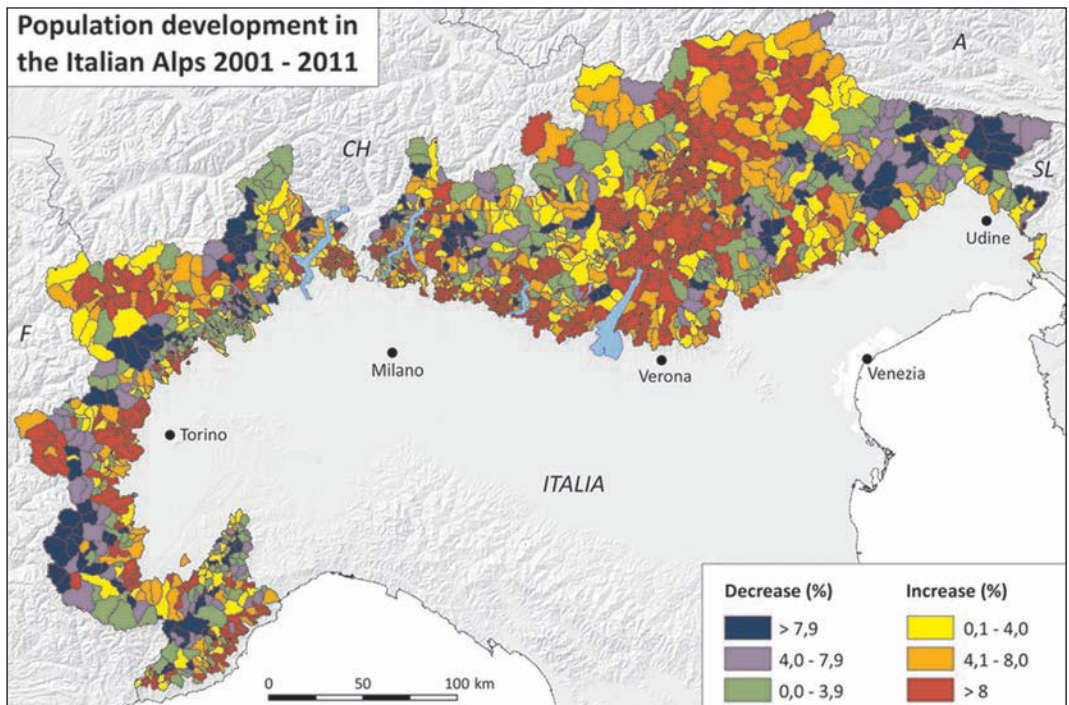 Population development in
the Italian Alps 2001 - 2011
A
CH
SL
Udine
F
Milano
Verona
Venezia
Torino
ITALIA
Decrease (%)
> 7,9
4,0 - 7,9
0,0 - 3,9
Increase (%)
0,1 - 4,0
4,1 - 8,0
> 8
0 50 100 km